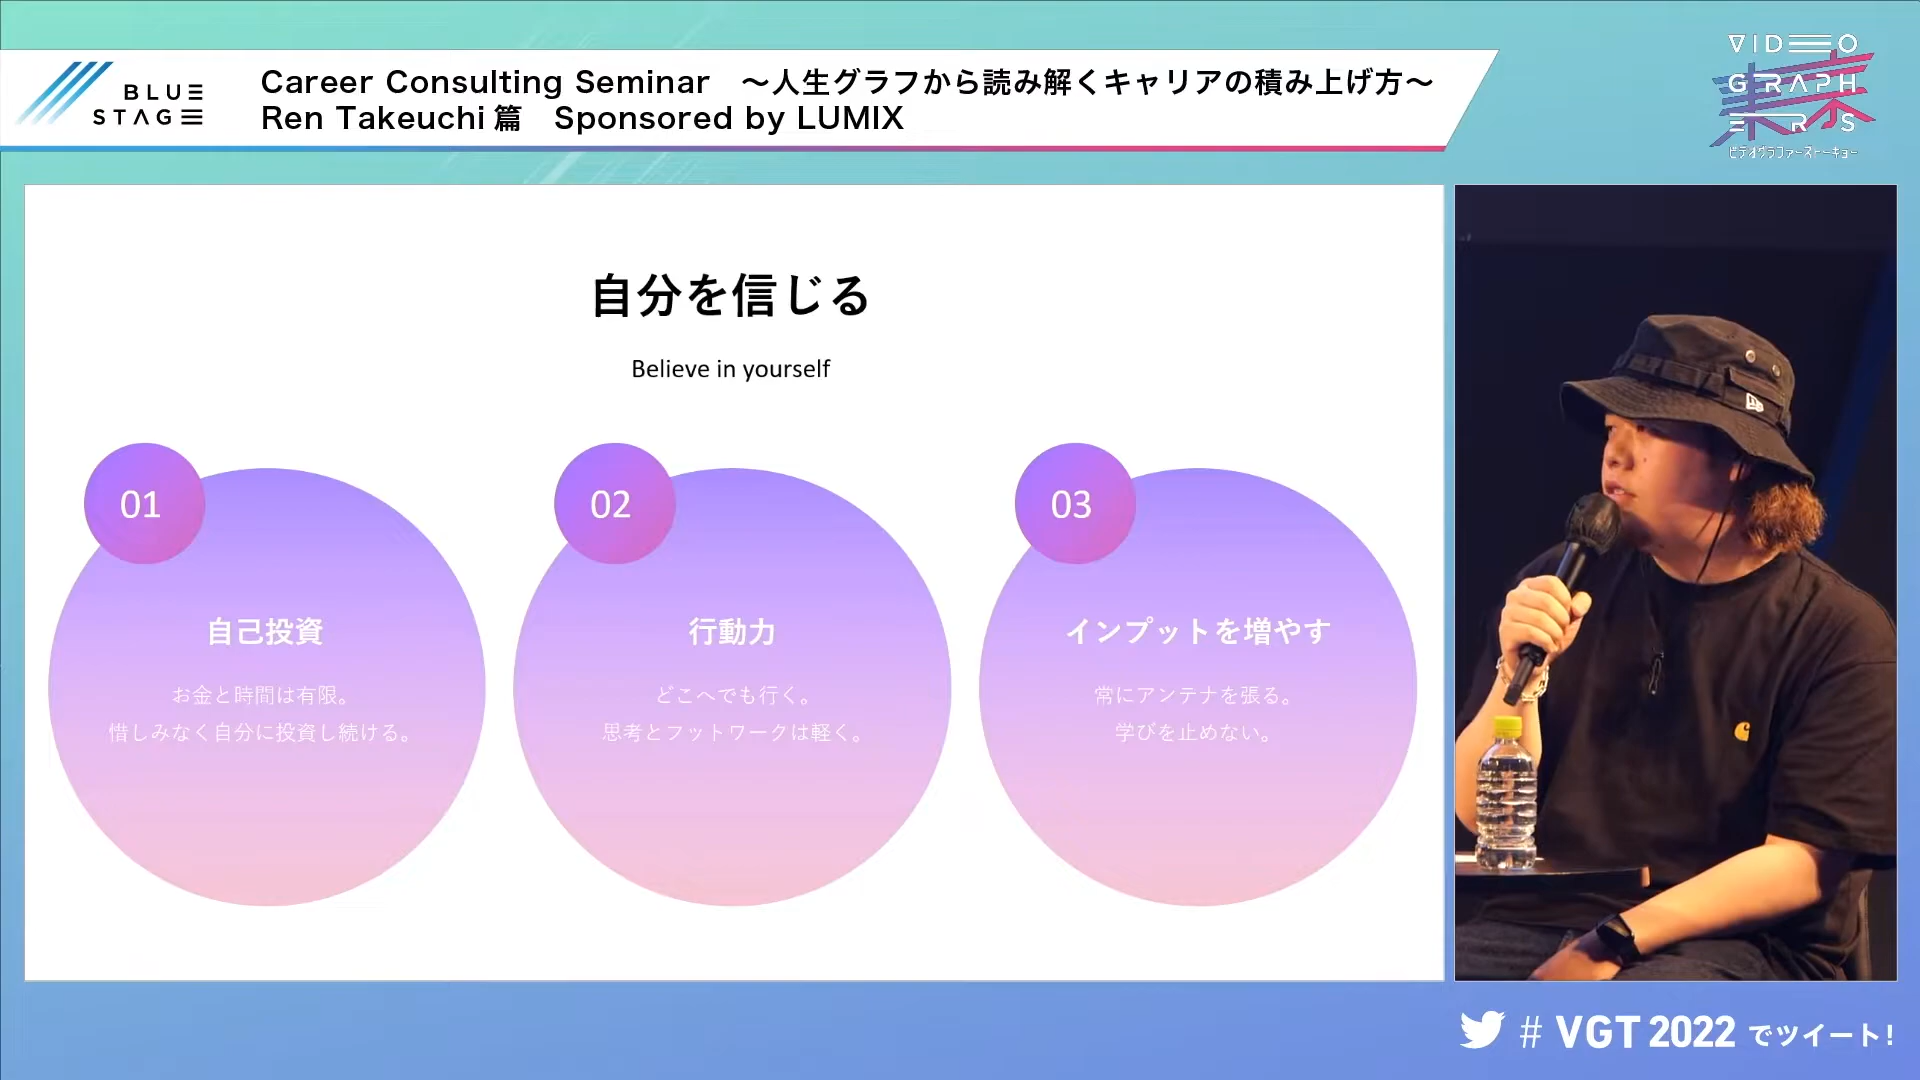 BLUE
STAGE
Career Consulting Seminar　～人生グラフから読み解くキャリアの積み上げ方～
Ren Takeuchi 篇　Sponsored by LUMIX
VIDEO
GRAPH
ERS
東京
ビデオグラファーズトーキョー
自分を信じる
Believe in yourself
01
自己投資
お金と時間は有限。
惜しみなく自分に投資し続ける。
02
行動力
どこへでも行く。
思考とフットワークは軽く。
03
インプットを増やす
常にアンテナを張る。
学びを止めない。
# VGT 2022 でツイート!